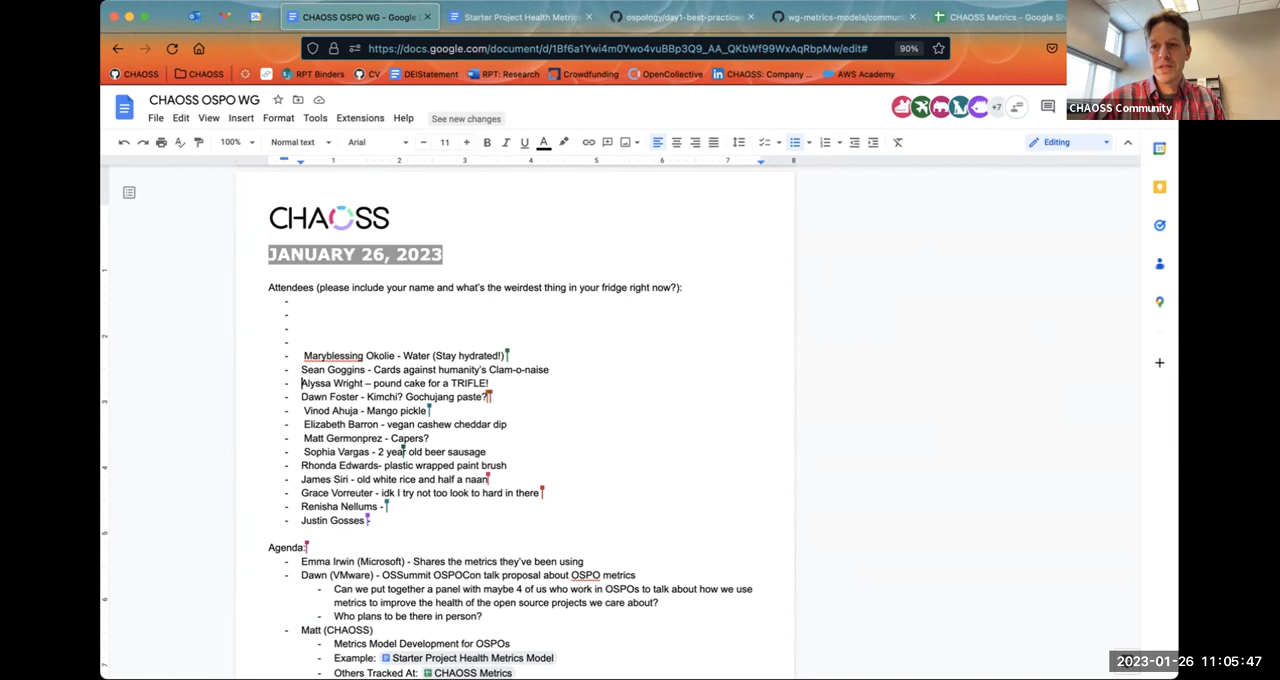 CHAOSS OSPO WG - Google
Starter Project Health Metrics
ospology/day1-best-practices
wg-metrics-models/commun
CHAOSS Metrics - Google Sh
https://docs.google.com/document/d/1Bf6a1Ywi4m0Ywo4vuBBp3Q9_AA_QKbWf99WxAqRbpMw/edit#
90%
CHAOSS
CHAOSS
RPT Binders
CV
DEIStatement
RPT: Research
Crowdfunding
OpenCollective
CHAOSS: Company ...
AWS Academy
CHAOSS Community
CHAOSS OSPO WG
File Edit View Insert Format Tools Extensions Help
See new changes
+7
100%
Normal text
Arial
11
Editing
1 2 3 4 5 6 7 8
CHAOSS
JANUARY 26, 2023
Attendees (please include your name and what's the weirdest thing in your fridge right now?):
-
-
-
-
- Maryblessing Okolie - Water (Stay hydrated!)
- Sean Goggins - Cards against humanity's Clam-o-naise
- Alyssa Wright – pound cake for a TRIFLE!
- Dawn Foster - Kimchi? Gochujang paste?
- Vinod Ahuja - Mango pickle
- Elizabeth Barron - vegan cashew cheddar dip
- Matt Germonprez - Capers?
- Sophia Vargas - 2 year old beer sausage
- Rhonda Edwards- plastic wrapped paint brush
- James Siri - old white rice and half a naan
- Grace Vorreuter - idk I try not too look to hard in there
- Renisha Nellums -
- Justin Gosses -
Agenda:
- Emma Irwin (Microsoft) - Shares the metrics they've been using
- Dawn (VMware) - OSSummit OSPOCon talk proposal about OSPO metrics
- Can we put together a panel with maybe 4 of us who work in OSPOs to talk about how we use
metrics to improve the health of the open source projects we care about?
- Who plans to be there in person?
- Matt (CHAOSS)
- Metrics Model Development for OSPOs
- Example: Starter Project Health Metrics Model
- Others Tracked At: CHAOSS Metrics
2023-01-26 11:05:47